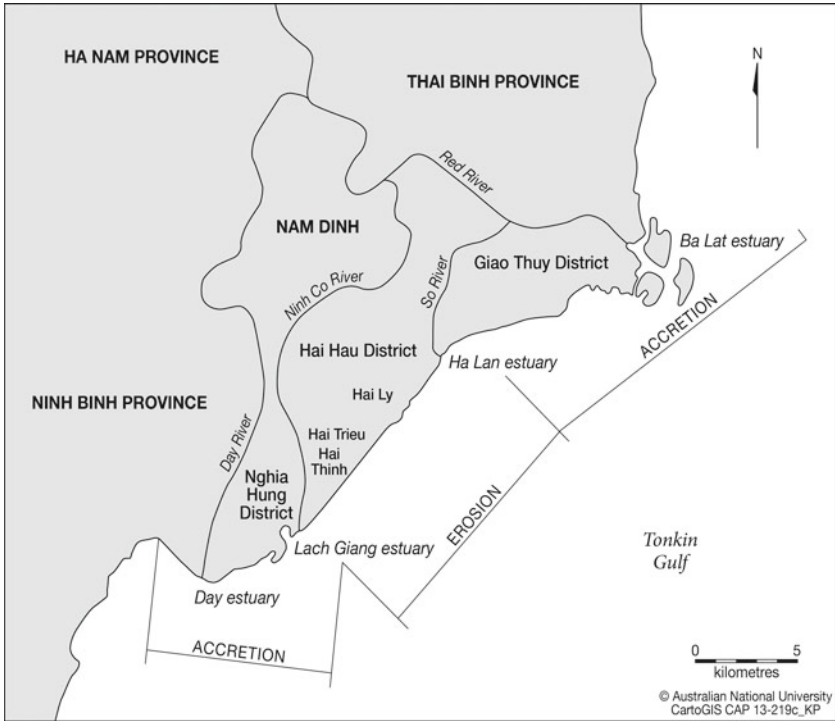 HA NAM PROVINCE
THAI BINH PROVINCE
N
Red River
NAM DINH
Ba Lat estuary
Giao Thuy District
So River
Ninh Co River
ACCRETION
Hai Hau District
Ha Lan estuary
Hai Ly
NINH BINH PROVINCE
Day River
Hai Trieu
Hai
Thinh
Nghia
Hung
District
EROSION
Lach Giang estuary
Tonkin
Gulf
Day estuary
ACCRETION
0 5
kilometres
© Australian National University
CartoGIS CAP 13-219c_KP